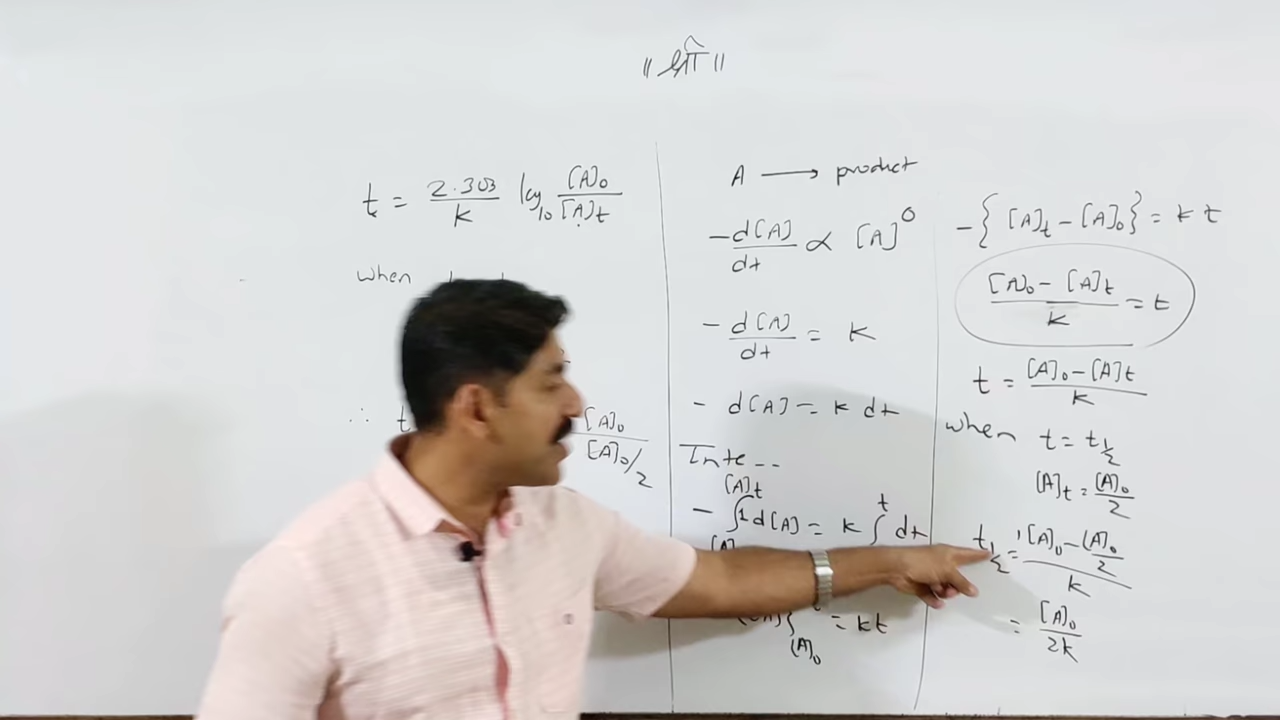 ॥ श्री ॥
t = 2.303/k log₁₀ [A]₀/[A]t
when
∴ t
[A]₀/[A]₀/2
A ⟶ product
-d[A]/dt ∝ [A]⁰
-d[A]/dt = k
- d[A] = k dt
Inte--
- ∫ 1 d[A] = k ∫ dt
[A]t
t
= kt
[A]₀
-{[A]t - [A]₀} = k t
[A]₀ - [A]t/k = t
t = [A]₀ - [A]t/k
when t = t½
[A]t = [A]₀/2
t½ = [A]₀ - [A]₀/2/k
= [A]₀/2k